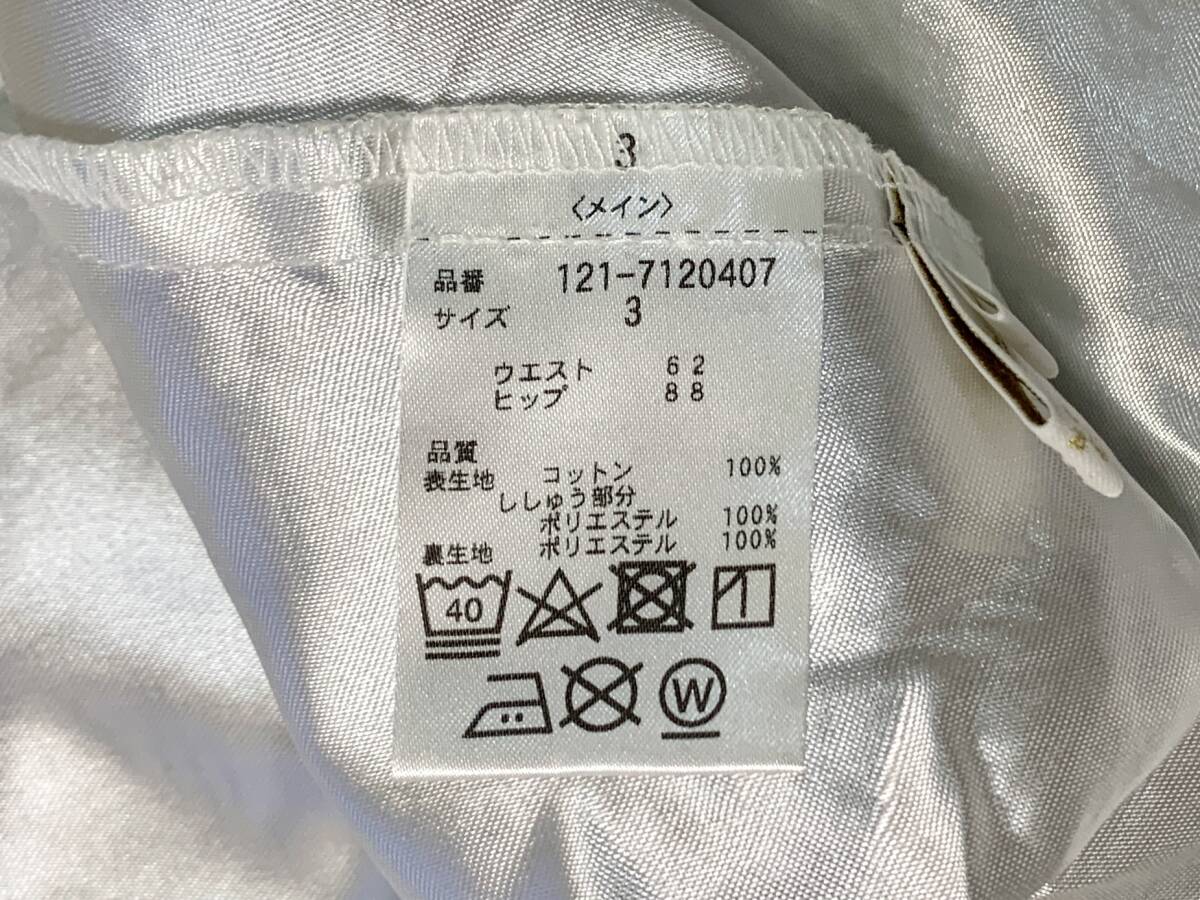 3
〈メイン〉
品番 121-7120407
サイズ 3
ウエスト 62
ヒップ 88
品質
表生地 コットン 100%
ししゅう部分
ポリエステル 100%
裏生地 ポリエステル 100%
40
W